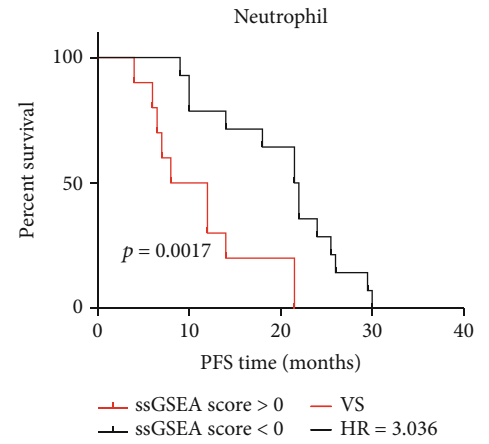 Neutrophil
100
50
0
Percent survival
p = 0.0017
0 10 20 30 40
PFS time (months)
ssGSEA score > 0 VS
ssGSEA score < 0 HR = 3.036